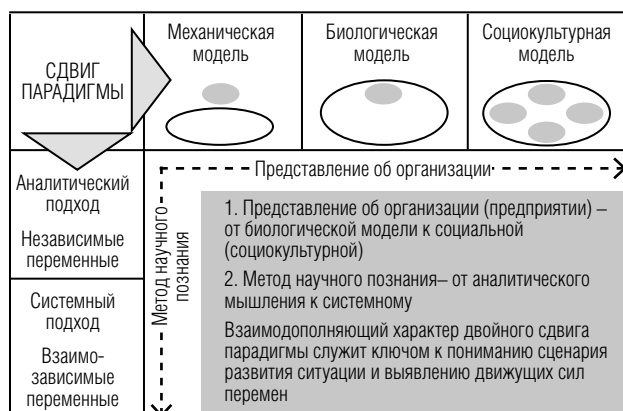 СДВИГ
ПАРАДИГМЫ
Механическая
модель
Биологическая
модель
Социокультурная
модель
Аналитический
подход
Независимые
переменные
Системный
подход
Взаимо-
зависимые
переменные
Представление об организации
Метод научного
познания
1. Представление об организации (предприятии) –
от биологической модели к социальной
(социокультурной)
2. Метод научного познания– от аналитического
мышления к системному
Взаимодополняющий характер двойного сдвига
парадигмы служит ключом к пониманию сценария
развития ситуации и выявлению движущих сил
перемен